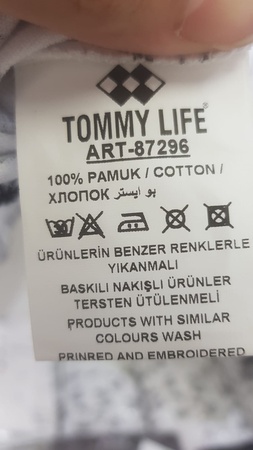 TOMMY LIFE®
ART-87296
100% PAMUK / COTTON /
ХЛОПОК بو ايستر
ÜRÜNLERİN BENZER RENKLERLE
YIKANMALI
BASKILI NAKIŞLI ÜRÜNLER
TERSTEN ÜTÜLENMELİ
PRODUCTS WITH SIMILAR
COLOURS WASH
PRINRED AND EMBROIDERED